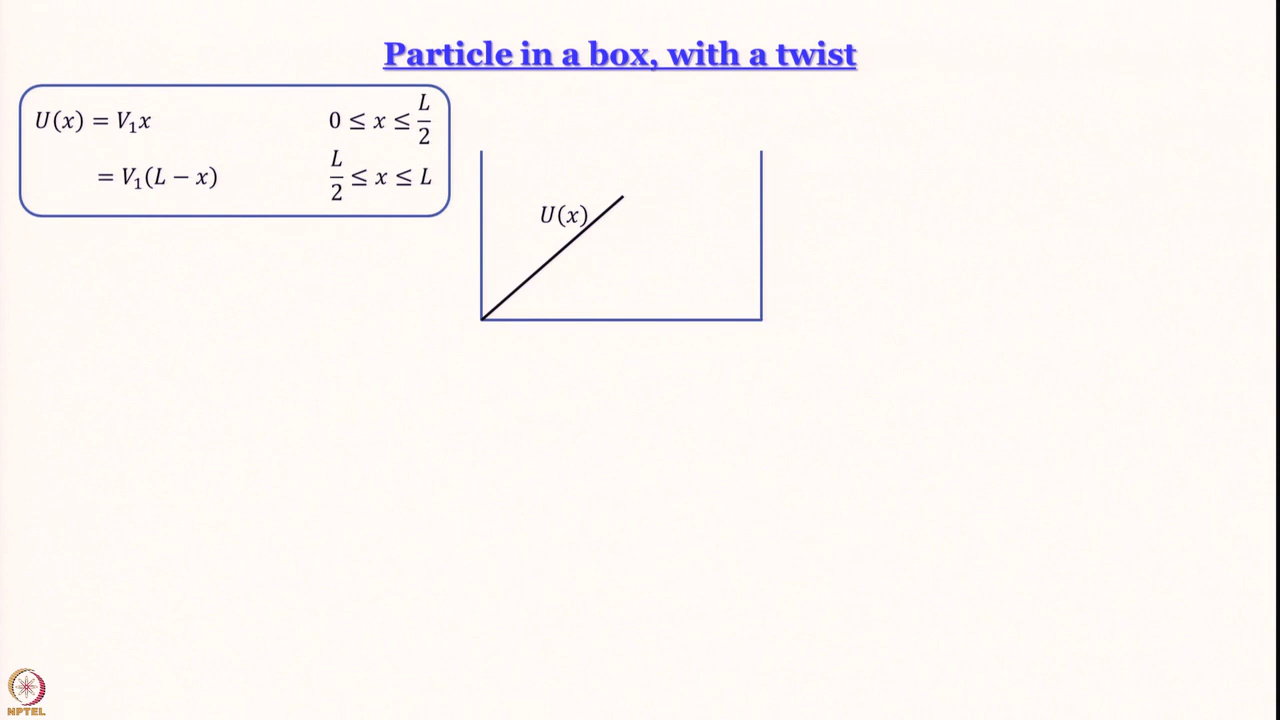 Particle in a box, with a twist
U(x) = V₁x 0 ≤ x ≤ L/2
= V₁(L − x) L/2 ≤ x ≤ L
U(x)
NPTEL